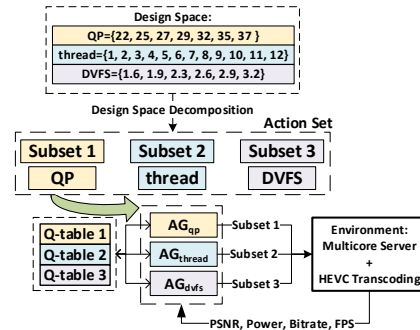 Design Space:
QP={22, 25, 27, 29, 32, 35, 37 }
thread={1, 2, 3, 4, 5, 6, 7, 8, 9, 10, 11, 12}
DVFS={1.6, 1.9, 2.3, 2.6, 2.9, 3.2}
Design Space Decomposition
Action Set
Subset 1
Subset 2
Subset 3
QP
thread
DVFS
Q-table 1
Q-table 2
Q-table 3
AGqp
AGthread
AGdvfs
Subset 1
Subset 2
Subset 3
Environment:
Multicore Server
+
HEVC Transcoding
PSNR, Power, Bitrate, FPS